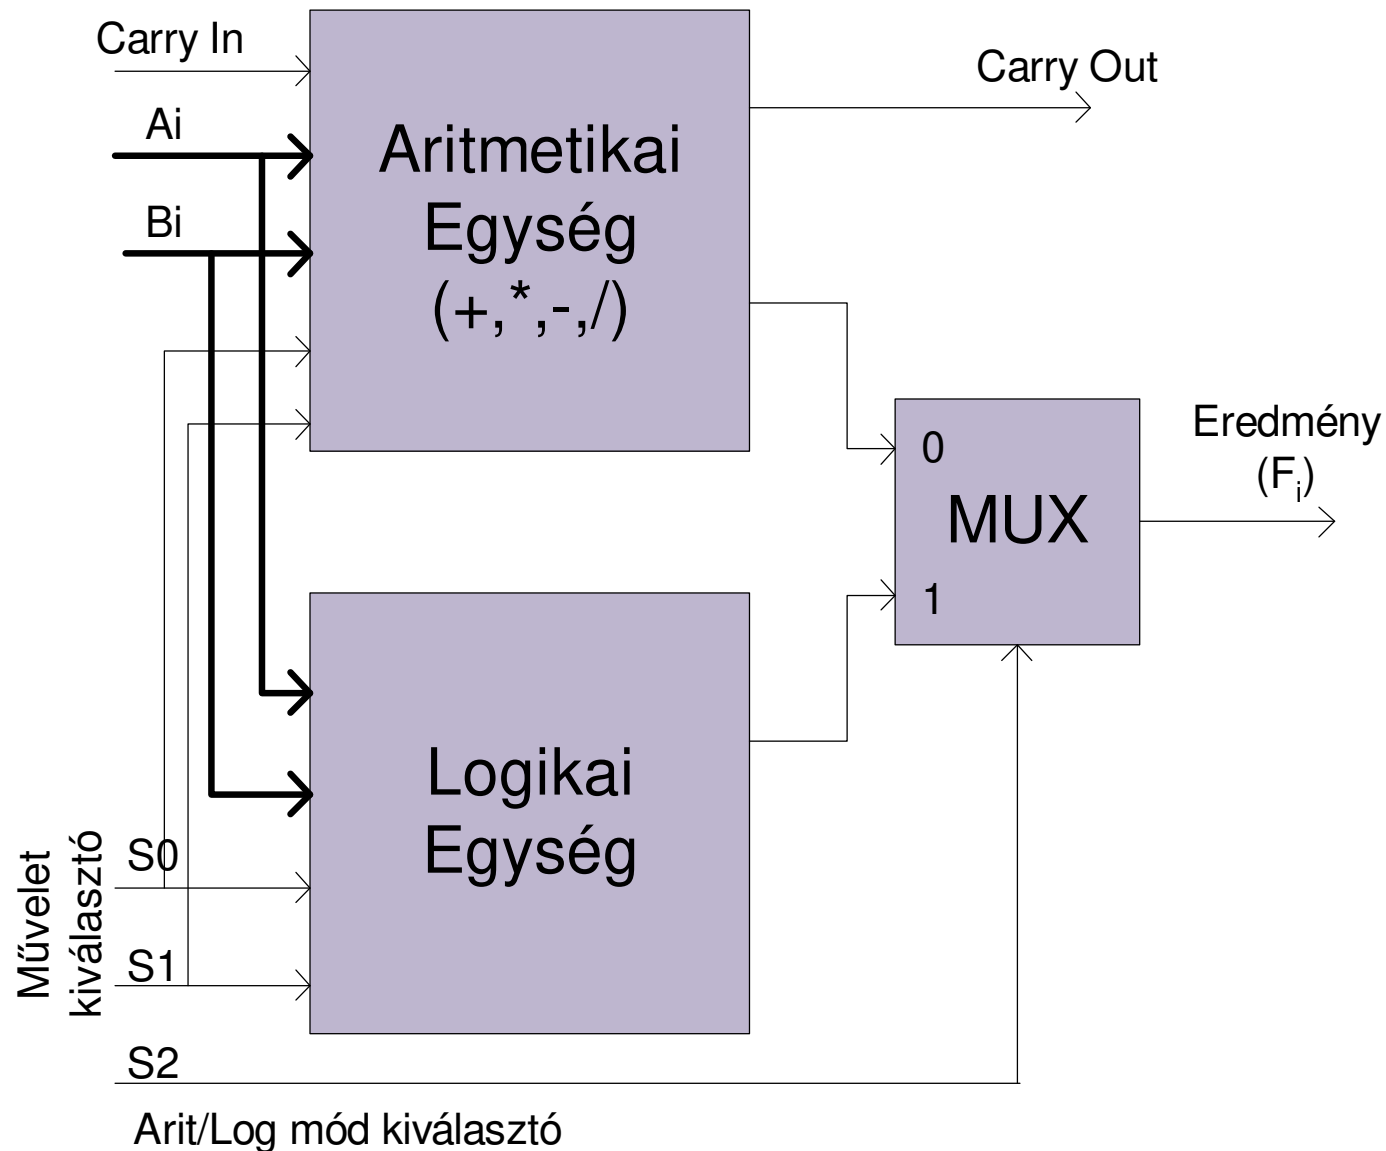 Carry In
Carry Out
Ai
Bi
Aritmetikai
Egység
(+,*,-,/)
Eredmény
(Fi)
0
MUX
1
Logikai
Egység
Művelet
kiválasztó
S0
S1
S2
Arit/Log mód kiválasztó